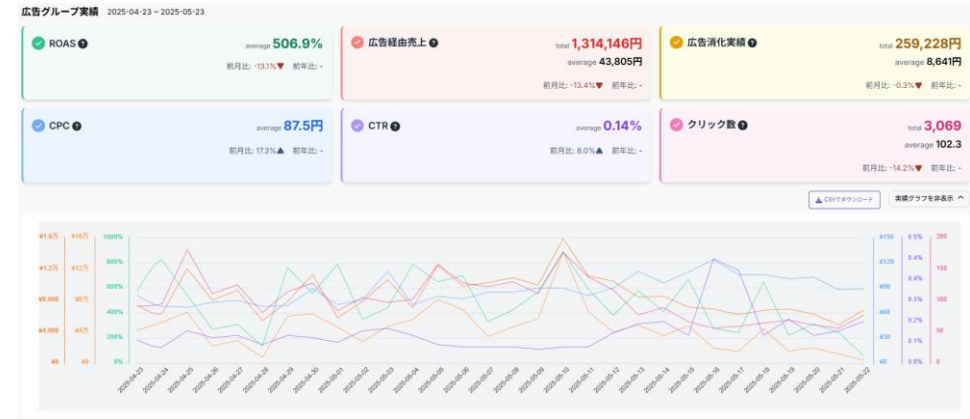 広告グループ実績 2025-04-23 ~ 2025-05-23
ROAS average 506.9%
前月比: -13.1%▼ 前年比: -
広告経由売上 total 1,314,146円
average 43,805円
前月比: -13.4%▼ 前年比: -
広告消化実績 total 259,228円
average 8,641円
前月比: -0.3%▼ 前年比: -
CPC average 87.5円
前月比: 17.3%▲ 前年比: -
CTR average 0.14%
前月比: 8.0%▲ 前年比: -
クリック数 total 3,069
average 102.3
前月比: -14.2%▼ 前年比: -
CSVでダウンロード 実績グラフを非表示
¥1.6万 ¥16万 1000% ¥150 0.5% 200
800% ¥120 0.4%
¥1.2万 ¥12万 0.4% 150
600% ¥90
¥8,000 ¥8万 0.3% 100
400% ¥60
¥4,000 ¥4万 0.2% 50
200% ¥30 0.1%
¥0 ¥0 0% ¥0 0.0% 0
2025-04-23 2025-04-24 2025-04-25 2025-04-26 2025-04-27 2025-04-28 2025-04-29 2025-04-30 2025-05-01 2025-05-02 2025-05-03 2025-05-04 2025-05-05 2025-05-06 2025-05-07 2025-05-08 2025-05-09 2025-05-10 2025-05-11 2025-05-12 2025-05-13 2025-05-14 2025-05-15 2025-05-16 2025-05-17 2025-05-18 2025-05-19 2025-05-20 2025-05-21 2025-05-22